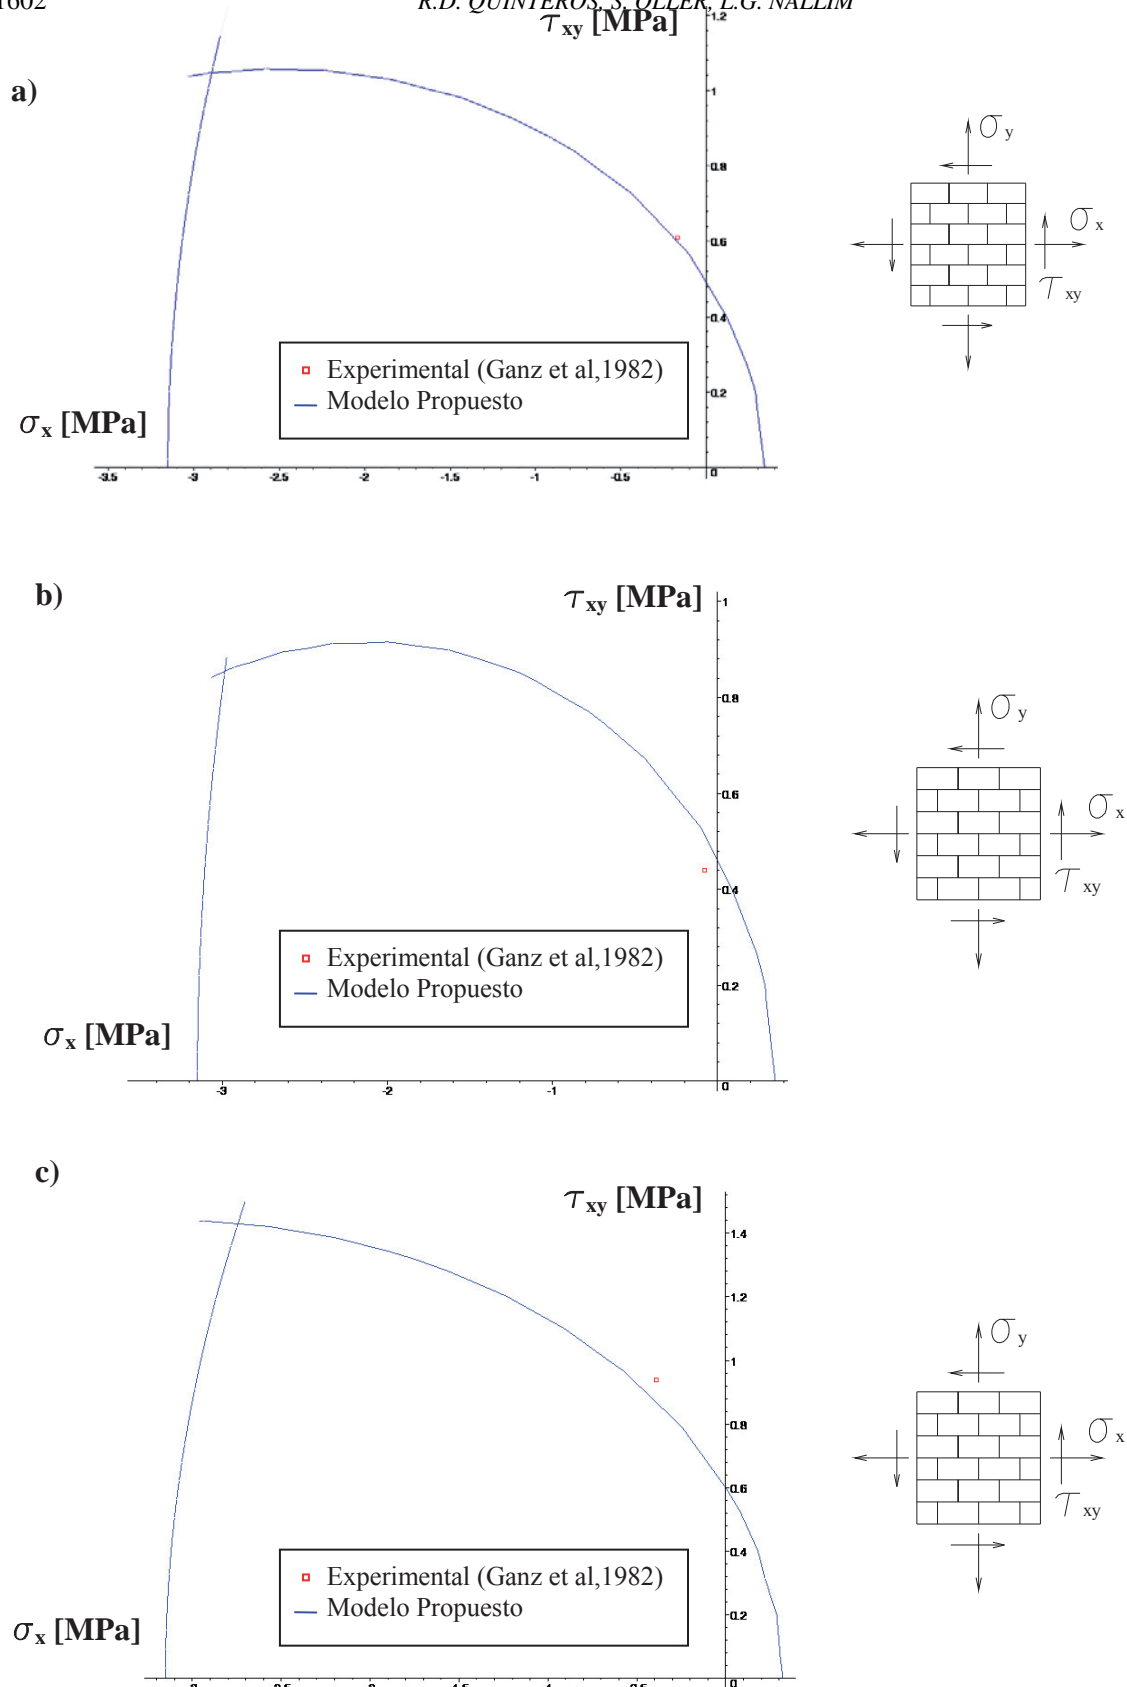 1602
R.D. QUINTEROS, S. OLLER, L.G. NALLIM
a)
τxy [MPa]
1.2
1
0.8
0.6
0.4
0.2
0
Experimental (Ganz et al,1982)
Modelo Propuesto
σx [MPa]
-3.5 -3 -2.5 -2 -1.5 -1 -0.5
σy
σx
τxy
b)
τxy [MPa]
1
0.8
0.6
0.4
0.2
0
Experimental (Ganz et al,1982)
Modelo Propuesto
σx [MPa]
-3 -2 -1
σy
σx
τxy
c)
τxy [MPa]
1.4
1.2
1
0.8
0.6
0.4
0.2
Experimental (Ganz et al,1982)
Modelo Propuesto
σx [MPa]
σy
σx
τxy